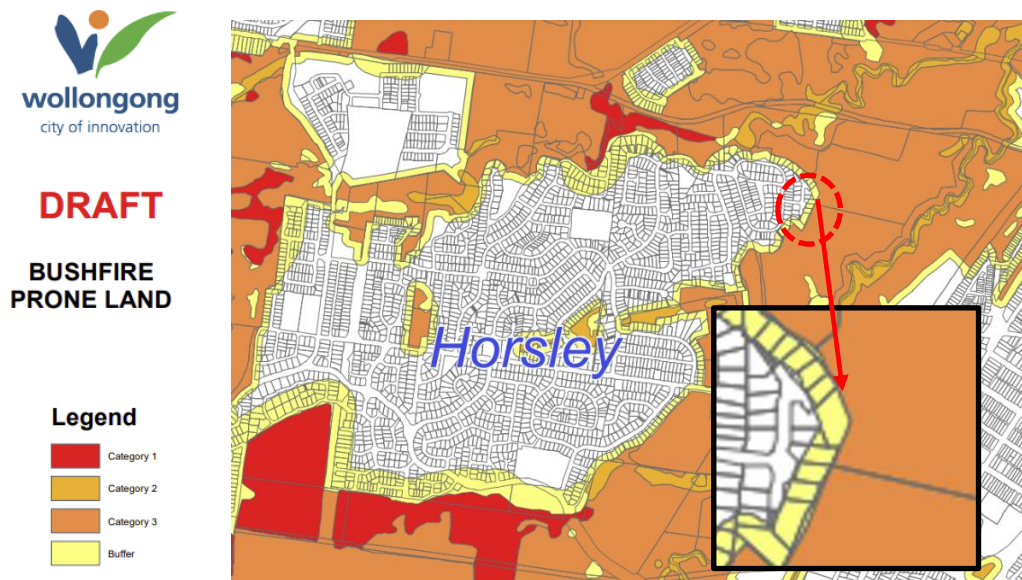 wollongong
city of innovation
DRAFT
BUSHFIRE
PRONE LAND
Legend
Category 1
Category 2
Category 3
Buffer
Horsley